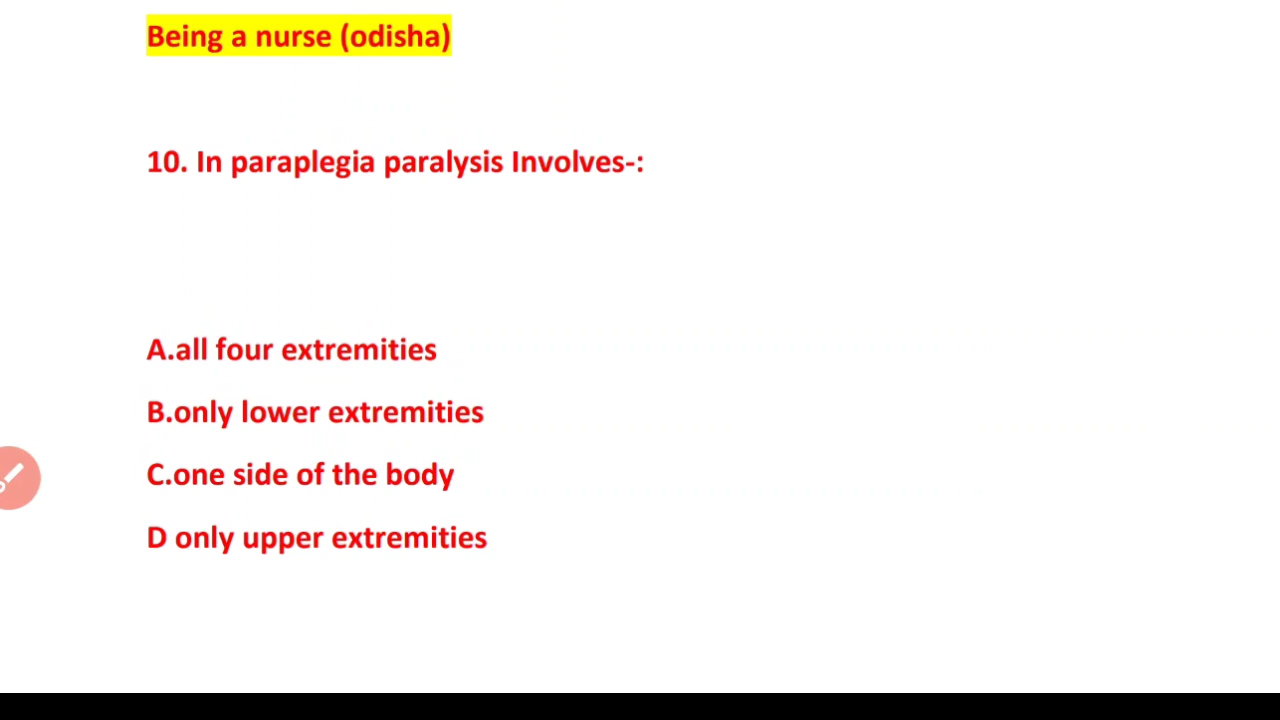 Being a nurse (odisha)
10. In paraplegia paralysis Involves-:
A.all four extremities
B.only lower extremities
C.one side of the body
D only upper extremities